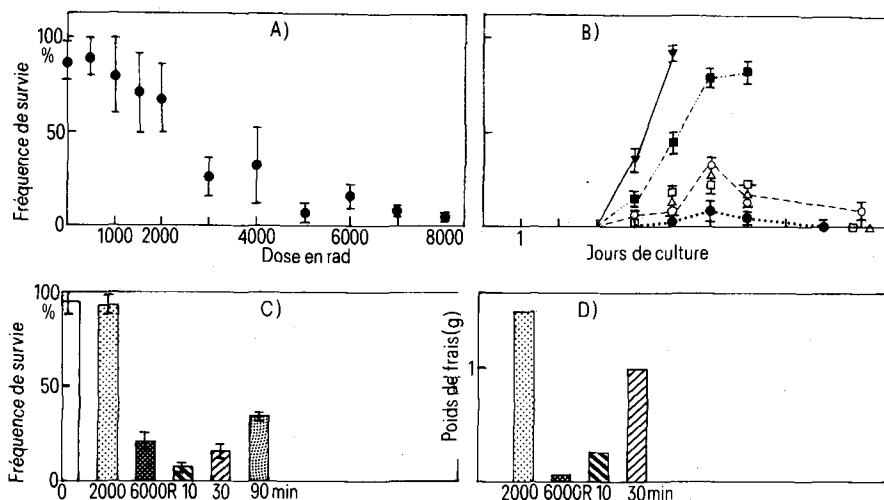 A)
Fréquence de survie
100
%
50
0
1000 2000 4000 6000 8000
Dose en rad
B)
1
Jours de culture
C)
Fréquence de survie
100
%
50
0
0 2000 6000R 10 30 90 min
D)
Poids de frais(g)
1
2000 6000R 10 30min